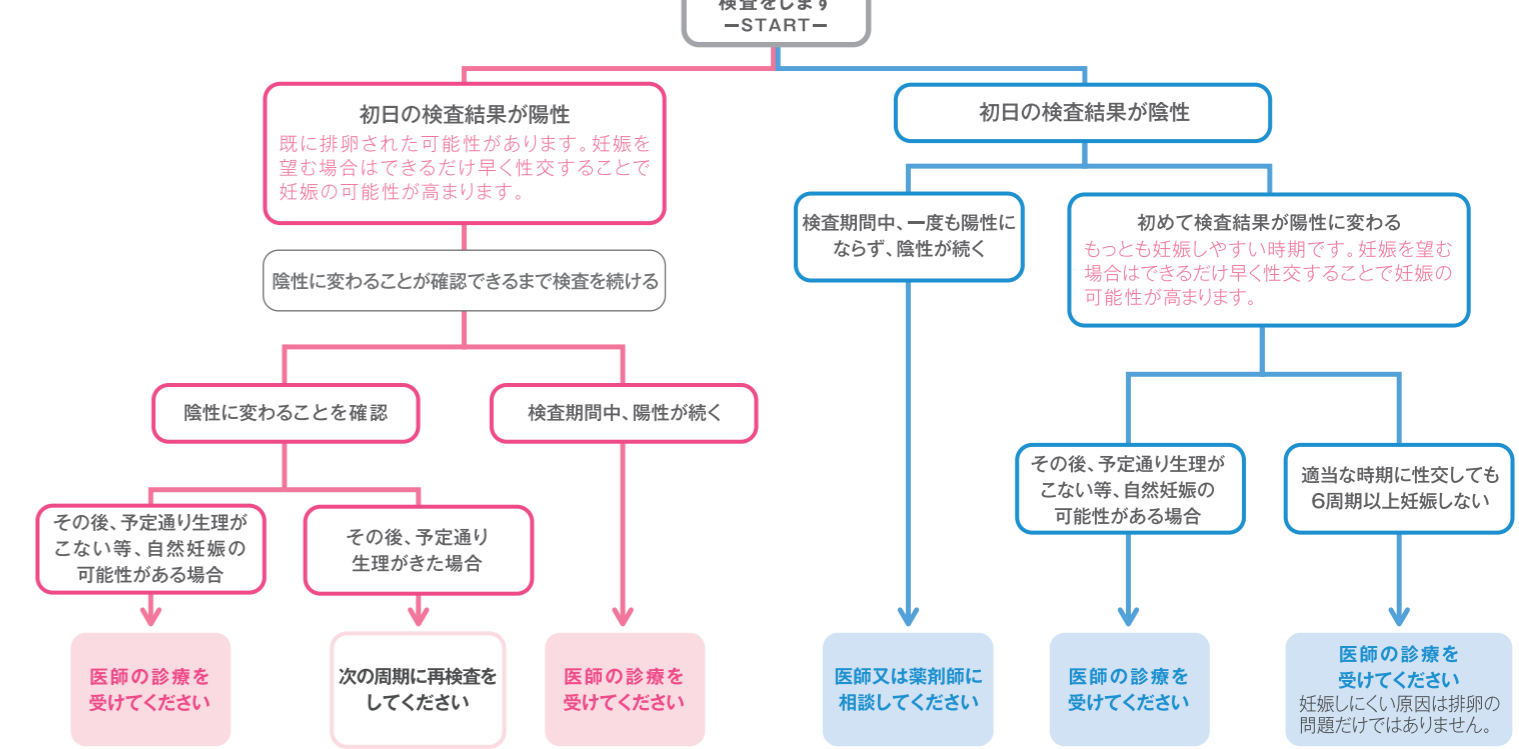 検査をします
ーSTARTー
初日の検査結果が陽性
既に排卵された可能性があります。妊娠を
望む場合はできるだけ早く性交することで
妊娠の可能性が高まります。
陰性に変わることが確認できるまで検査を続ける
陰性に変わることを確認
検査期間中、陽性が続く
その後、予定通り生理が
こない等、自然妊娠の
可能性がある場合
その後、予定通り
生理がきた場合
医師の診療を
受けてください
次の周期に再検査を
してください
医師の診療を
受けてください
初日の検査結果が陰性
検査期間中、一度も陽性に
ならず、陰性が続く
初めて検査結果が陽性に変わる
もっとも妊娠しやすい時期です。妊娠を望む
場合はできるだけ早く性交することで妊娠の
可能性が高まります。
その後、予定通り生理が
こない等、自然妊娠の
可能性がある場合
適当な時期に性交しても
6周期以上妊娠しない
医師又は薬剤師に
相談してください
医師の診療を
受けてください
医師の診療を
受けてください
妊娠しにくい原因は排卵の
問題だけではありません。